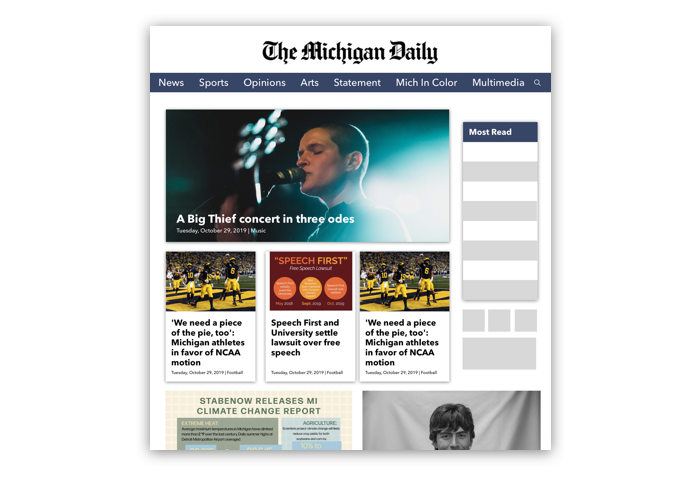 The Michigan Daily
News Sports Opinions Arts Statement Mich In Color Multimedia
A Big Thief concert in three odes
Tuesday, October 29, 2019 | Music
Most Read
'We need a piece
of the pie, too':
Michigan athletes
in favor of NCAA
motion
Tuesday, October 29, 2019 | Football
"SPEECH FIRST"
Free Speech Lawsuit
May 2018 Sept. 2019 Oct. 2019
Speech First and
University settle
lawsuit over free
speech
Tuesday, October 29, 2019 | Football
'We need a piece
of the pie, too':
Michigan athletes
in favor of NCAA
motion
Tuesday, October 29, 2019 | Football
STABENOW RELEASES MI
CLIMATE CHANGE REPORT
EXTREME HEAT:
AGRICULTURE: